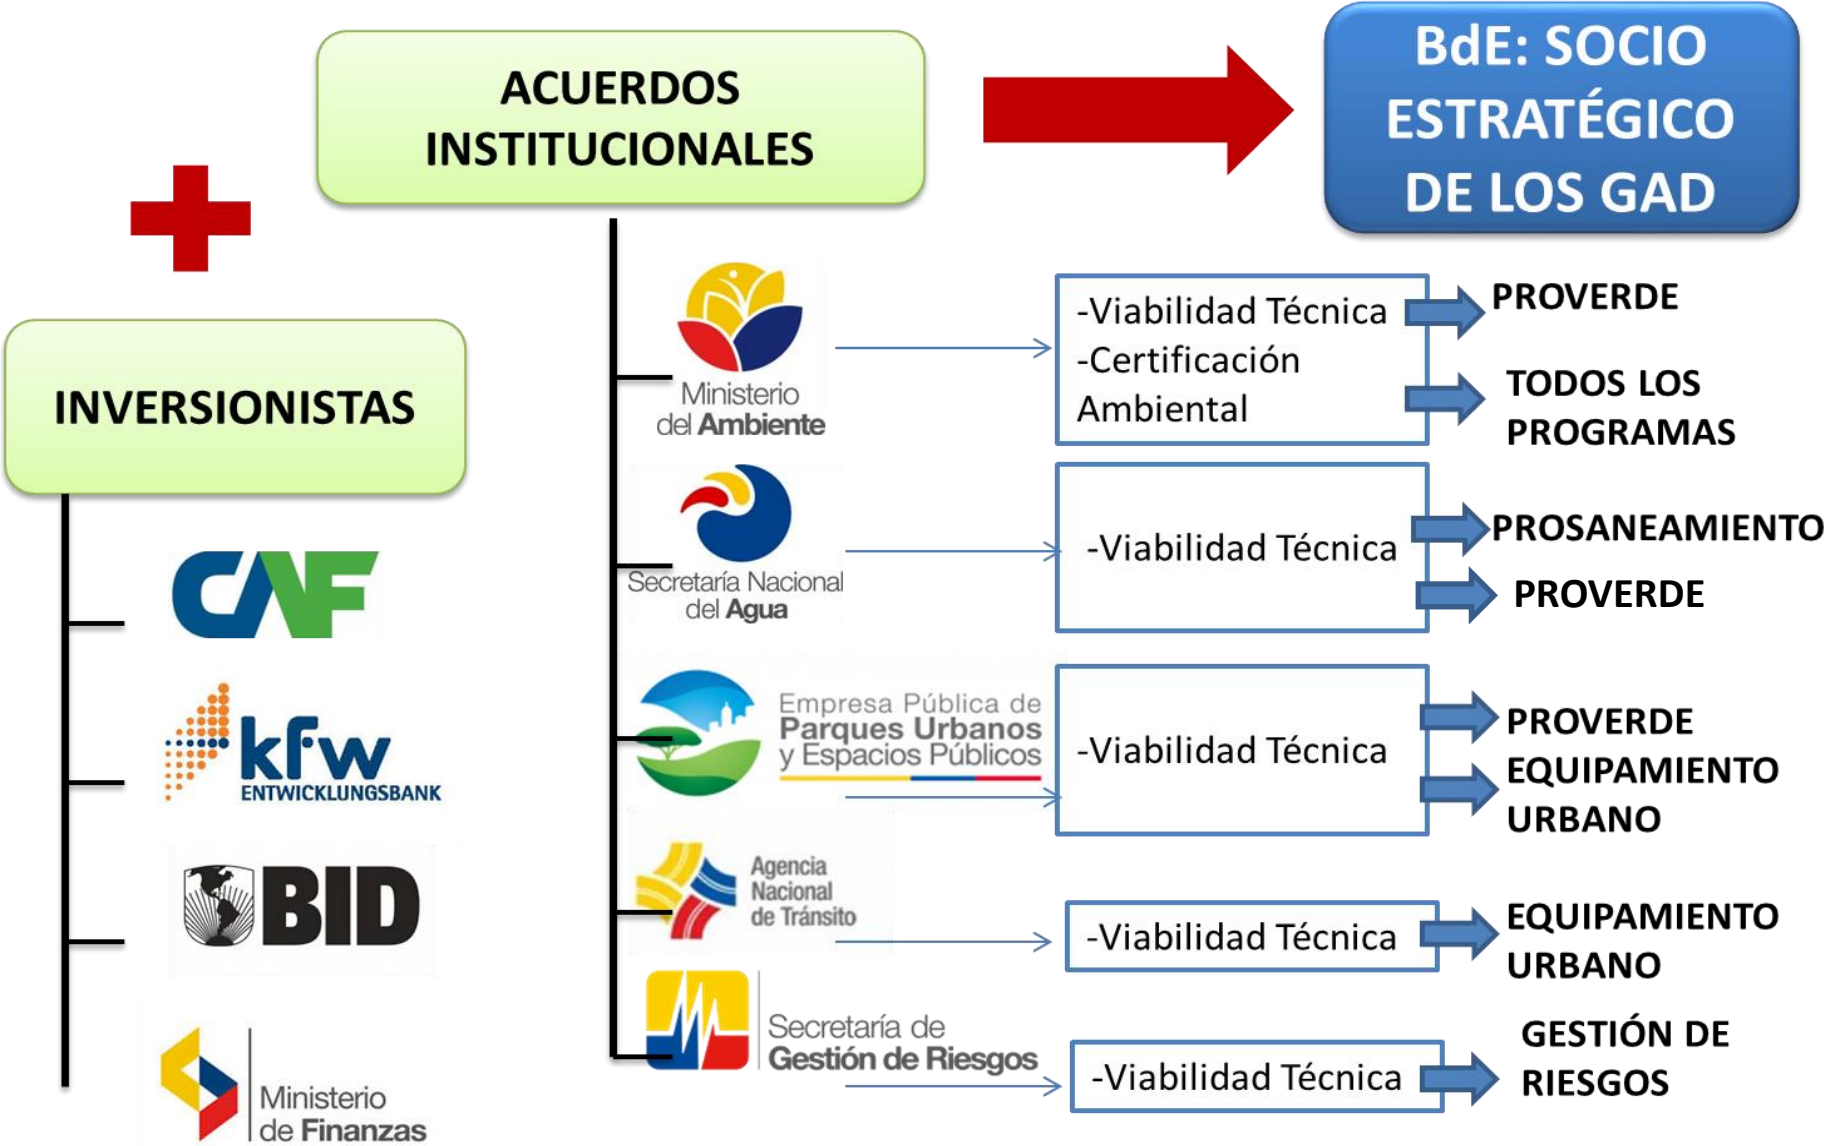 ACUERDOS
INSTITUCIONALES
BdE: SOCIO
ESTRATÉGICO
DE LOS GAD
INVERSIONISTAS
CAF
kfw
ENTWICKLUNGSBANK
BID
Ministerio
de Finanzas
Ministerio
del Ambiente
-Viabilidad Técnica
-Certificación
Ambiental
PROVERDE
TODOS LOS
PROGRAMAS
Secretaría Nacional
del Agua
-Viabilidad Técnica
PROSANEAMIENTO
PROVERDE
Empresa Pública de
Parques Urbanos
y Espacios Públicos
-Viabilidad Técnica
PROVERDE
EQUIPAMIENTO
URBANO
Agencia
Nacional
de Tránsito
-Viabilidad Técnica
EQUIPAMIENTO
URBANO
Secretaría de
Gestión de Riesgos
-Viabilidad Técnica
GESTIÓN DE
RIESGOS